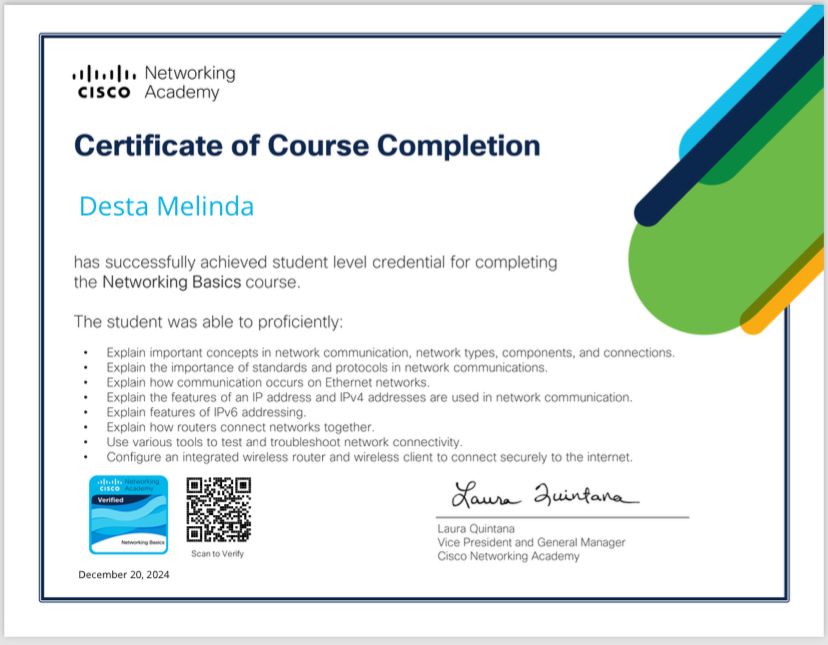 Networking
CISCO Academy
Certificate of Course Completion
Desta Melinda
has successfully achieved student level credential for completing
the Networking Basics course.
The student was able to proficiently:
• Explain important concepts in network communication, network types, components, and connections.
• Explain the importance of standards and protocols in network communications.
• Explain how communication occurs on Ethernet networks.
• Explain the features of an IP address and IPv4 addresses are used in network communication.
• Explain features of IPv6 addressing.
• Explain how routers connect networks together.
• Use various tools to test and troubleshoot network connectivity.
• Configure an integrated wireless router and wireless client to connect securely to the internet.
Networking
CISCO Academy
Verified
Networking Basics
Scan to Verify
December 20, 2024
Laura Quintana
Laura Quintana
Vice President and General Manager
Cisco Networking Academy